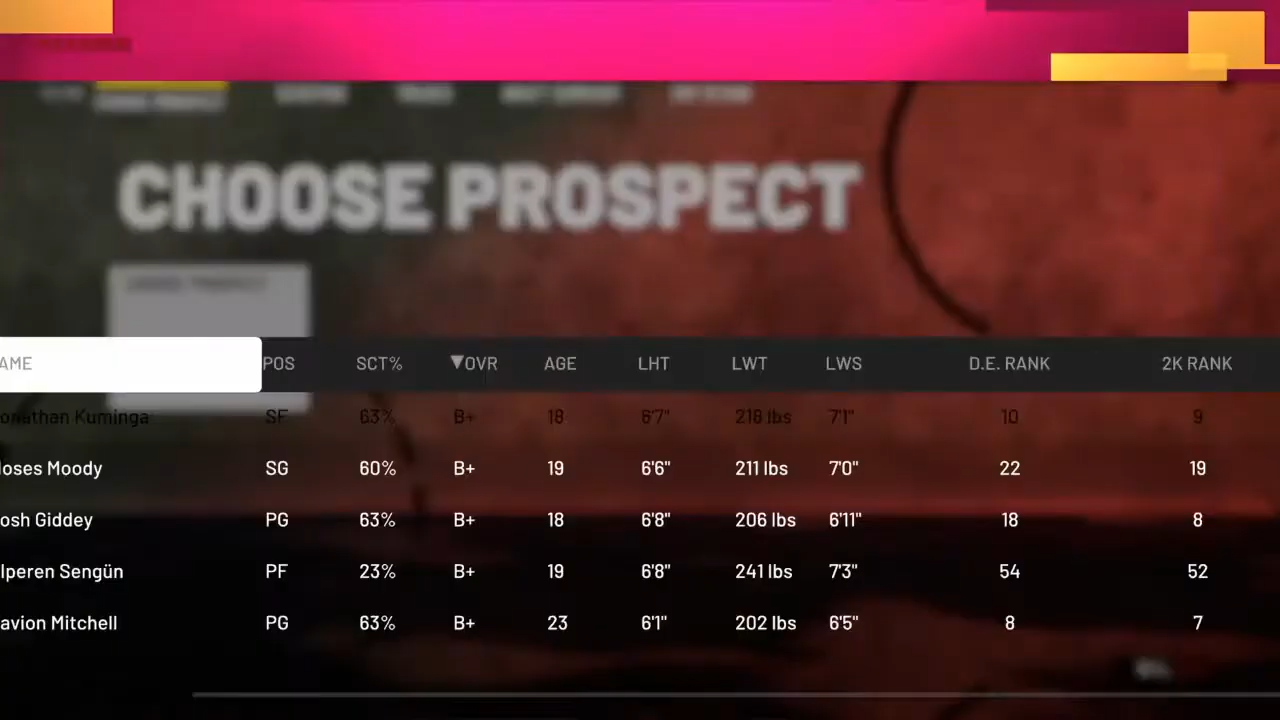 CHOOSE PROSPECT
AME POS SCT% ▼OVR AGE LHT LWT LWS D.E. RANK 2K RANK
onathan Kuminga SF 63% B+ 18 6'7" 218 lbs 7'1" 10 9
oses Moody SG 60% B+ 19 6'6" 211 lbs 7'0" 22 19
osh Giddey PG 63% B+ 18 6'8" 206 lbs 6'11" 18 8
lperen Sengün PF 23% B+ 19 6'8" 241 lbs 7'3" 54 52
avion Mitchell PG 63% B+ 23 6'1" 202 lbs 6'5" 8 7